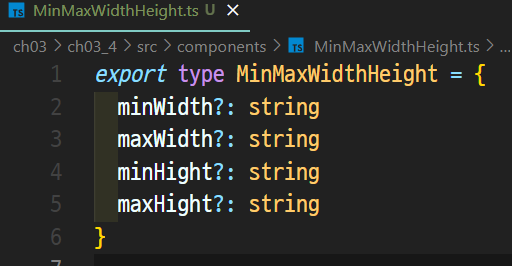 TS MinMaxWidthHeight.ts U ×
ch03 > ch03_4 > src > components > TS MinMaxWidthHeight.ts > ...
1 export type MinMaxWidthHeight = {
2 minWidth?: string
3 maxWidth?: string
4 minHight?: string
5 maxHight?: string
6 }
7